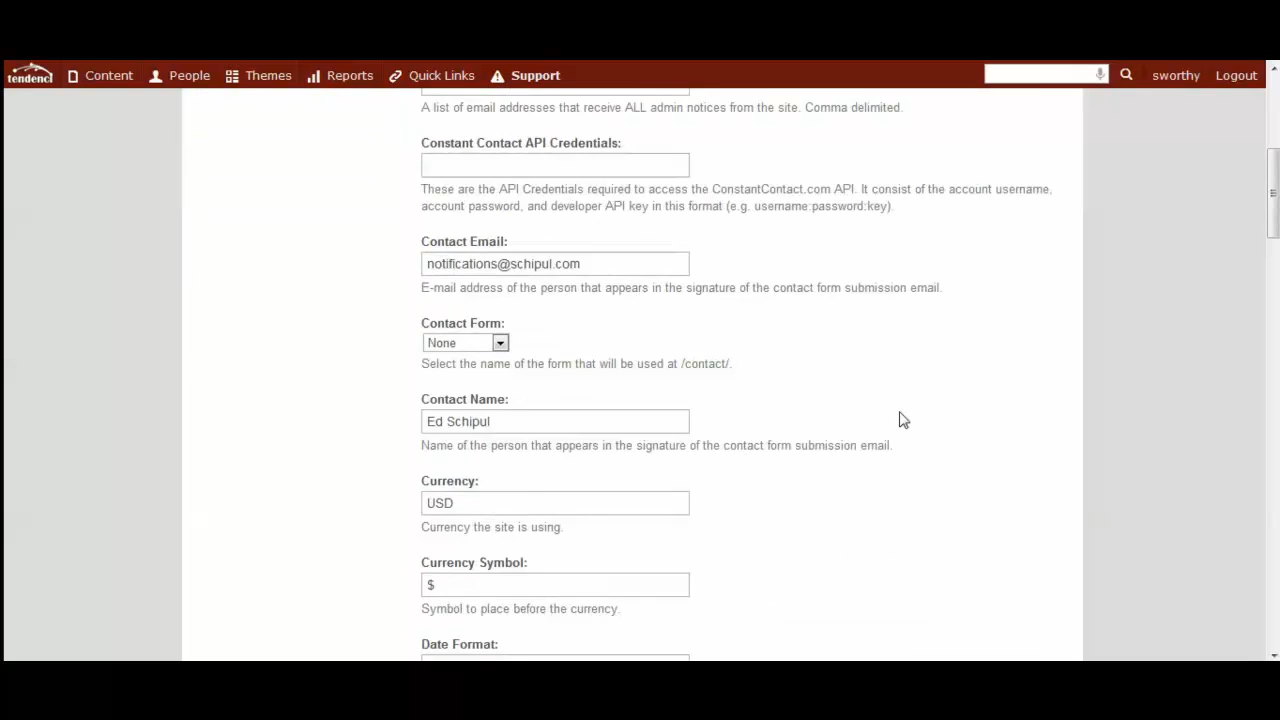 tendenci Content People Themes Reports Quick Links Support sworthy Logout
A list of email addresses that receive ALL admin notices from the site. Comma delimited.
Constant Contact API Credentials:
These are the API Credentials required to access the ConstantContact.com API. It consist of the account username,
account password, and developer API key in this format (e.g. username:password:key).
Contact Email:
notifications@schipul.com
E-mail address of the person that appears in the signature of the contact form submission email.
Contact Form:
None
Select the name of the form that will be used at /contact/.
Contact Name:
Ed Schipul
Name of the person that appears in the signature of the contact form submission email.
Currency:
USD
Currency the site is using.
Currency Symbol:
$
Symbol to place before the currency.
Date Format: